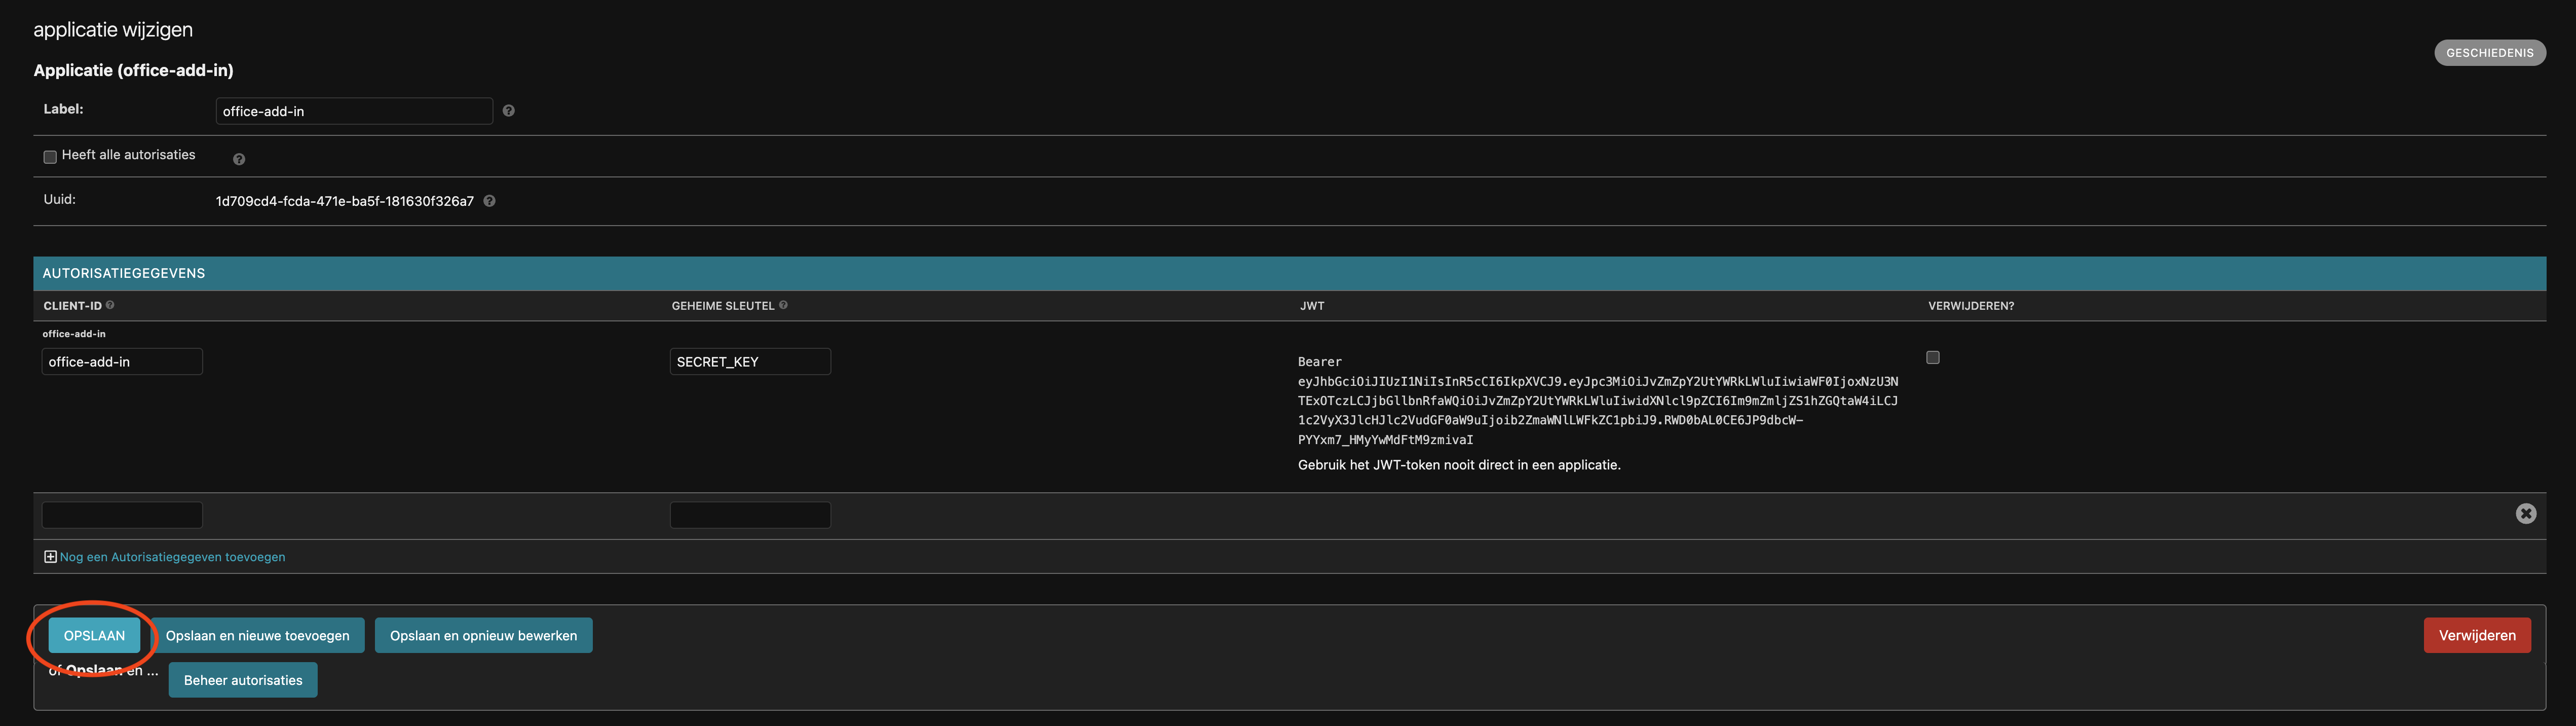 applicatie wijzigen
GESCHIEDENIS
Applicatie (office-add-in)
Label:
office-add-in
?
Heeft alle autorisaties
?
Uuid:
1d709cd4-fcda-471e-ba5f-181630f326a7
?
AUTORISATIEGEGEVENS
CLIENT-ID ? GEHEIME SLEUTEL ? JWT VERWIJDEREN?
office-add-in
office-add-in
SECRET_KEY
Bearer
eyJhbGciOiJIUzI1NiIsInR5cCI6IkpXVCJ9.eyJpc3MiOiJvZmZpY2UtYWRkLWluIiwiaWF0IjoxNzU3N
TExOTczLCJjbGllbnRfaWQiOiJvZmZpY2UtYWRkLWluIiwidXNlcl9pZCI6Im9mZmljZS1hZGQtaW4iLCJ
1c2VyX3JlcHJlc2VudGF0aW9uIjoib2ZmaWNlLWFkZC1pbiJ9.RWD0bAL0CE6JP9dbcW-
PYYxm7_HMyYwMdFtM9zmivaI
Gebruik het JWT-token nooit direct in een applicatie.
Nog een Autorisatiegegeven toevoegen
OPSLAAN
Opslaan en nieuwe toevoegen
Opslaan en opnieuw bewerken
Verwijderen
of Opslaan en ...
Beheer autorisaties